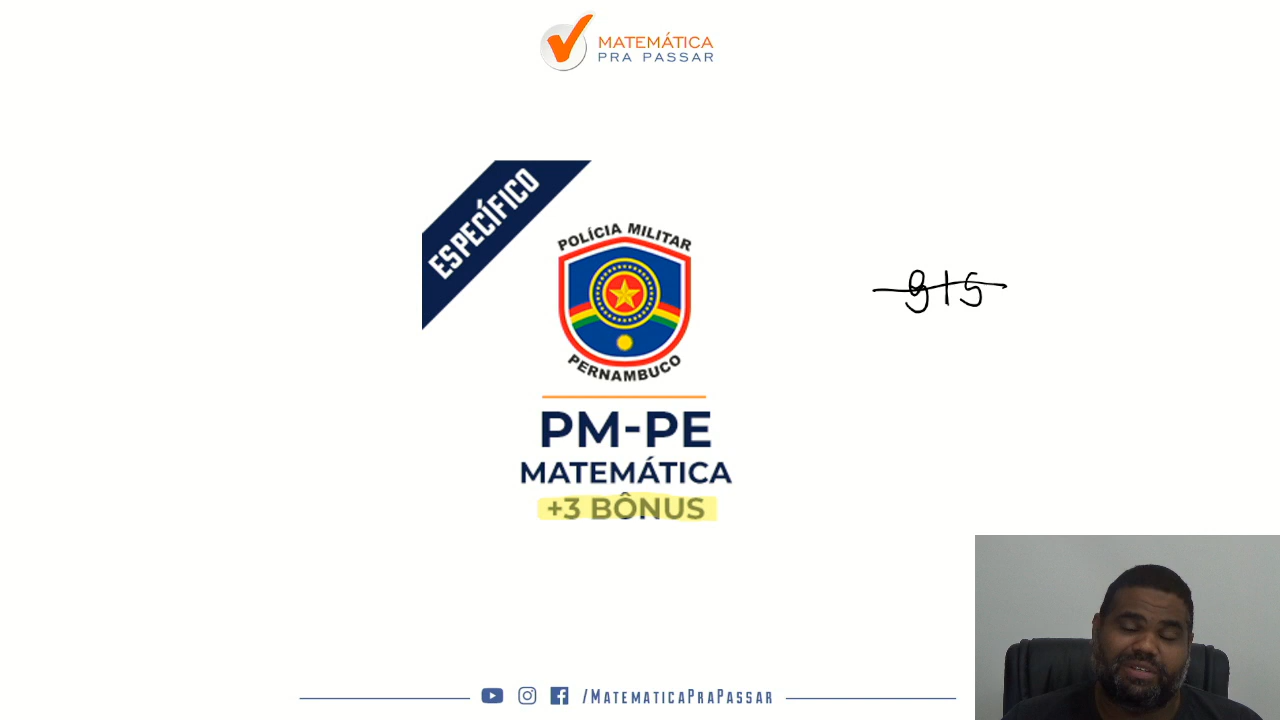 MATEMÁTICA
PRA PASSAR
ESPECÍFICO
POLÍCIA MILITAR
PERNAMBUCO
915
PM-PE
MATEMÁTICA
+3 BÔNUS
/MATEMATICAPRAPASSAR